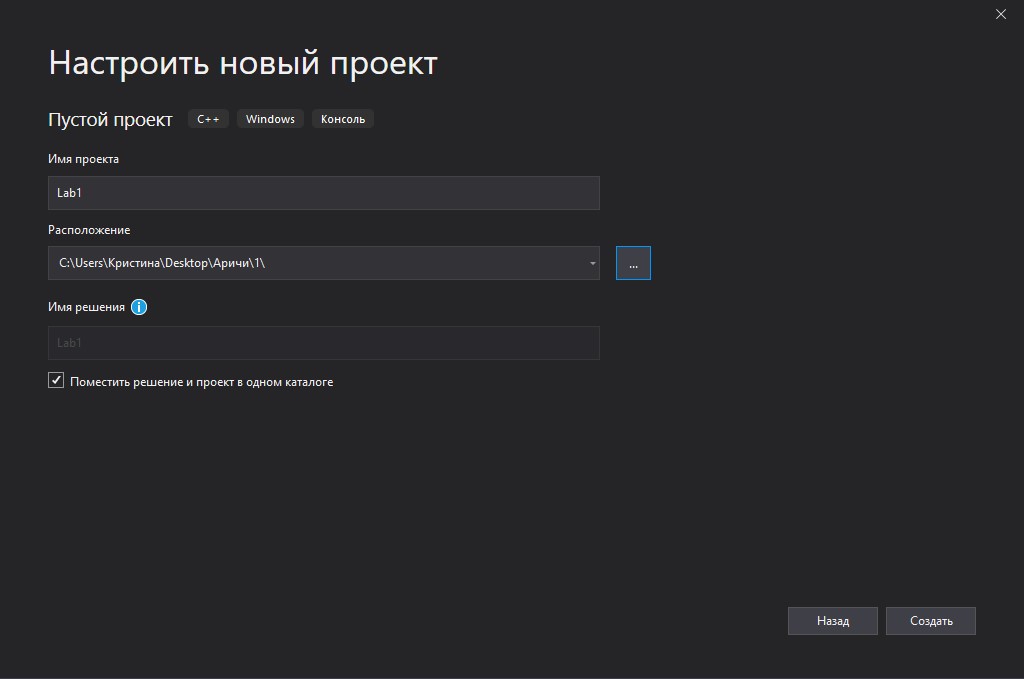 Настроить новый проект
Пустой проект C++ Windows Консоль
Имя проекта
Lab1
Расположение
C:\Users\Кристина\Desktop\Аричи\1\
...
Имя решения
Lab1
Поместить решение и проект в одном каталоге
Назад Создать